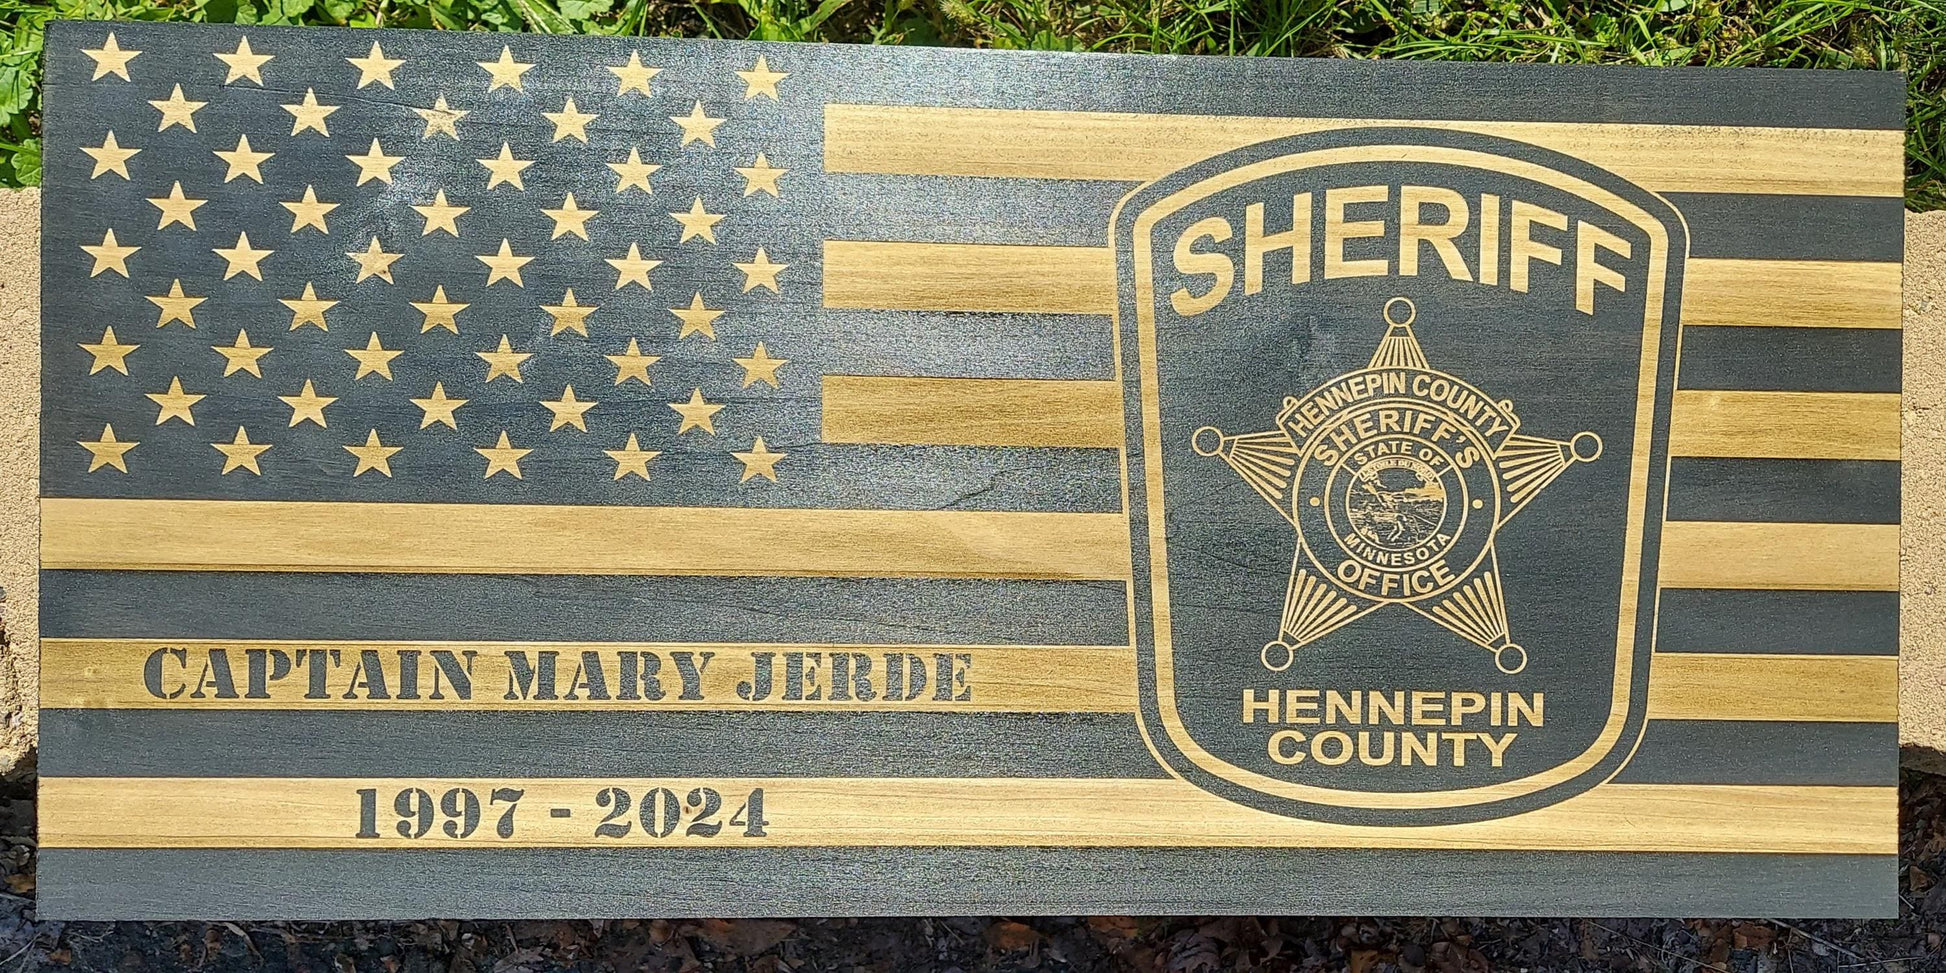 SHERIFF
HENNEPIN COUNTY
SHERIFF'S
STATE OF
MINNESOTA
OFFICE
HENNEPIN
COUNTY
CAPTAIN MARY JERDE
1997 - 2024